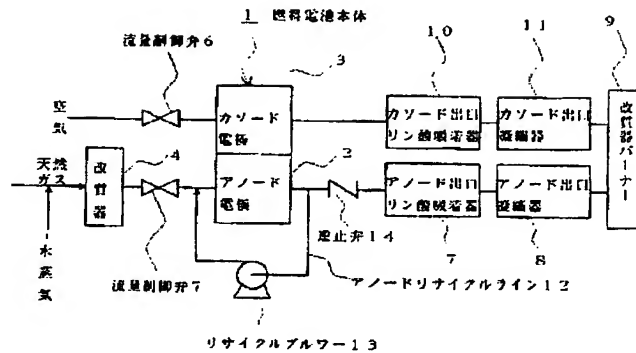 1 燃料電池本体
流量制御弁6
3
10
11
9
空気
カソード電極
カソード出口リン酸吸着器
カソード出口凝縮器
改質器バーナー
天然ガス
改質器
4
2
アノード電極
アノード出口リン酸吸着器
アノード出口凝縮器
逆止弁14
7
8
水蒸気
流量制御弁7
アノードリサイクルライン12
リサイクルブルワー13